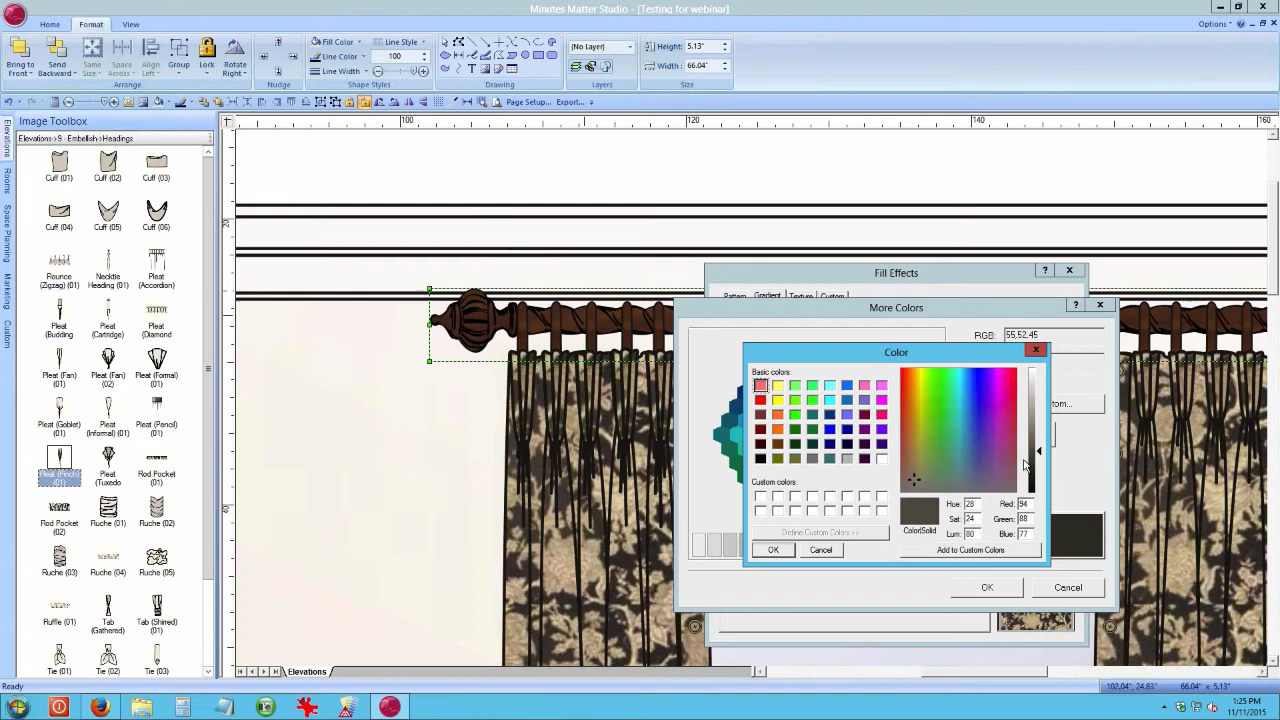 Minutes Matter Studio - [Testing for webinar]
Home Format View Options
Bring to Front Send Backward Same Size Space Across Align Left Group Lock Rotate Right
Fill Color Line Style
Line Color 100
Line Width
(No Layer)
Height: 5.13"
Width: 66.04"
Arrange Nudge Shape Styles Drawing Layers Size
Page Setup... Export...
Image Toolbox
Elevations->9 - Embellish->Headings
Elevations
Rooms
Space Planning
Marketing
Custom
Cuff (01) Cuff (02) Cuff (03)
Cuff (04) Cuff (05) Cuff (06)
Flounce (Zigzag) (01) Necktie Heading (01) Pleat (Accordion)
Pleat (Budding Pleat (Cartridge) Pleat (Diamond
Pleat (Fan) (01) Pleat (Fan) (02) Pleat (Formal) (01)
Pleat (Goblet) (01) Pleat (Informal) (01) Pleat (Pencil) (01)
Pleat (Pinch) (01) Pleat (Tuxedo Rod Pocket (01)
Rod Pocket (02) Ruche (01) Ruche (02)
Ruche (03) Ruche (04) Ruche (05)
Ruffle (01) Tab (Gathered) Tab (Shirred) (01)
Tie (01) Tie (02) Tie (03)
100 120 140 160
20
40
Fill Effects
Pattern Gradient Texture Custom
More Colors
RGB: 55,52,45
tom...
Color
Basic colors:
Custom colors:
Define Custom Colors >>
OK Cancel
Color|Solid
Hue: 28 Red: 94
Sat: 24 Green: 88
Lum: 80 Blue: 77
Add to Custom Colors
OK Cancel
Elevations
Ready 102.04", 24.83" 66.04" x 5.13"
1:25 PM
11/11/2015